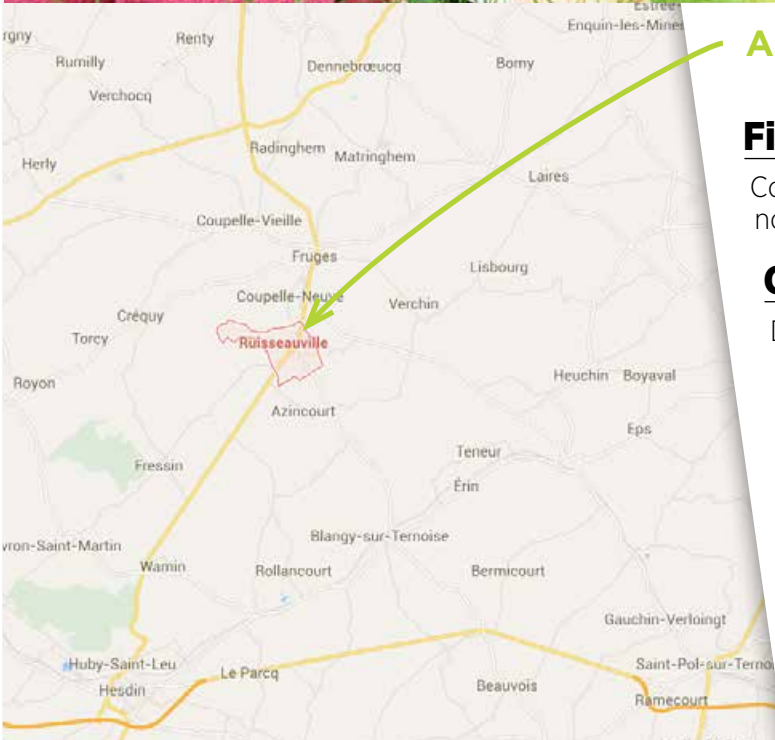 Enquin-les-Mine
rgny
Renty
Rumilly
Dennebrœucq
Bomy
Verchocq
A
Radinghem
Matringhem
Fi
Herly
Laires
Co
no
Coupelle-Vieille
Fruges
Lisbourg
Coupelle-Neuve
Verchin
Créquy
Torcy
Ruisseauville
D
Royon
Heuchin
Boyaval
Azincourt
Eps
Teneur
Fressin
Érin
Blangy-sur-Ternoise
vron-Saint-Martin
Wamin
Rollancourt
Bermicourt
Gauchin-Verloingt
Huby-Saint-Leu
Le Parcq
Saint-Pol-sur-Terno
Hesdin
Beauvois
Ramecourt